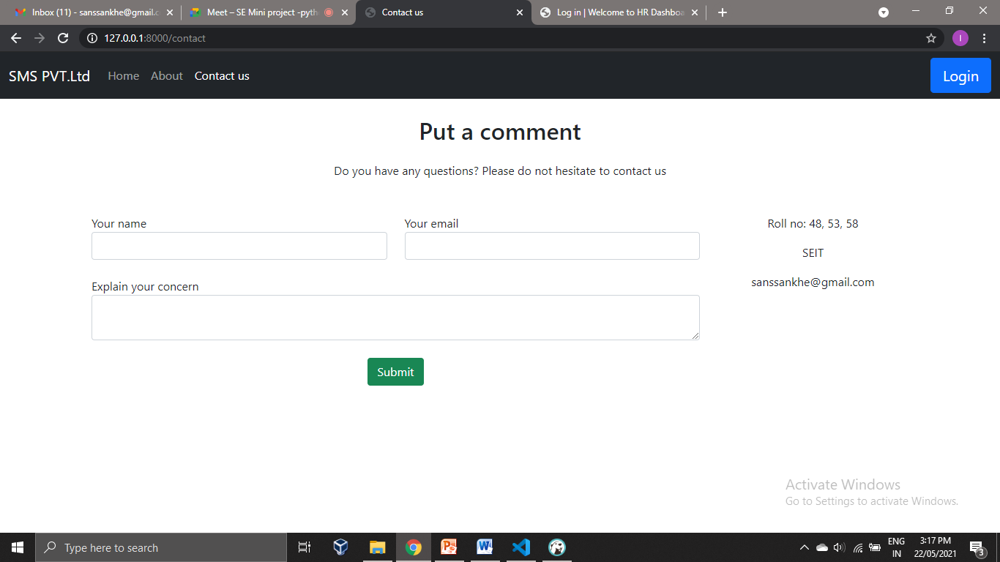 Inbox (11) - sanssankhe@gmail.c
Meet – SE Mini project -pyth
Contact us
Log in | Welcome to HR Dashboa
127.0.0.1:8000/contact
I
SMS PVT.Ltd Home About Contact us Login
Put a comment
Do you have any questions? Please do not hesitate to contact us
Your name
Your email
Roll no: 48, 53, 58
SEIT
sanssankhe@gmail.com
Explain your concern
Submit
Activate Windows
Go to Settings to activate Windows.
Type here to search
ENG
IN
3:17 PM
22/05/2021
3